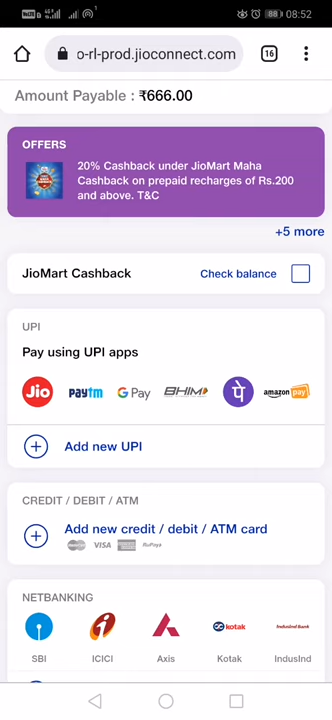 88 08:52
o-rl-prod.jioconnect.com 16
Amount Payable : ₹666.00
OFFERS
20% Cashback under JioMart Maha
Cashback on prepaid recharges of Rs.200
and above. T&C
+5 more
JioMart Cashback Check balance
UPI
Pay using UPI apps
Jio paytm G Pay BHIM पे amazon pay
Add new UPI
CREDIT / DEBIT / ATM
Add new credit / debit / ATM card
VISA RuPay
NETBANKING
kotak IndusInd Bank
SBI ICICI Axis Kotak IndusInd